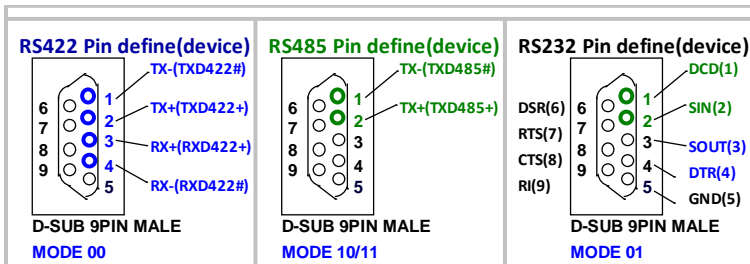 RS422 Pin define(device)
TX-(TXD422#)
1
6
TX+(TXD422+)
2
7
RX+(RXD422+)
3
8
RX-(RXD422#)
4
9
5
D-SUB 9PIN MALE
MODE 00
RS485 Pin define(device)
TX-(TXD485#)
1
6
TX+(TXD485+)
2
7
3
8
4
9
5
D-SUB 9PIN MALE
MODE 10/11
RS232 Pin define(device)
DCD(1)
1
DSR(6)
6
SIN(2)
2
RTS(7)
7
SOUT(3)
3
CTS(8)
8
DTR(4)
4
RI(9)
9
GND(5)
5
D-SUB 9PIN MALE
MODE 01